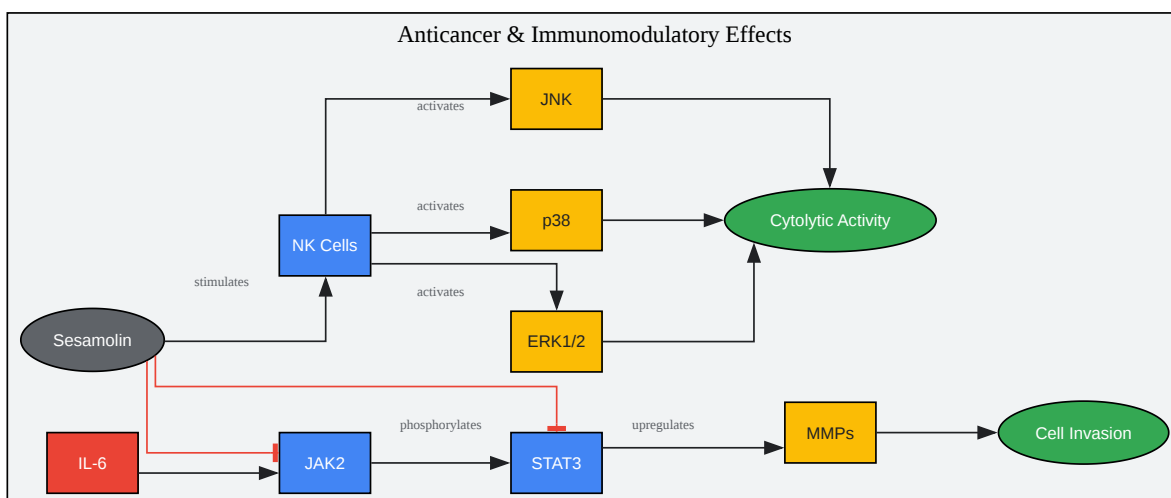 Anticancer & Immunomodulatory Effects
JNK
activates
activates
p38
Cytolytic Activity
NK Cells
stimulates
activates
Sesamolin
ERK1/2
phosphorylates
upregulates
MMPs
Cell Invasion
IL-6
JAK2
STAT3